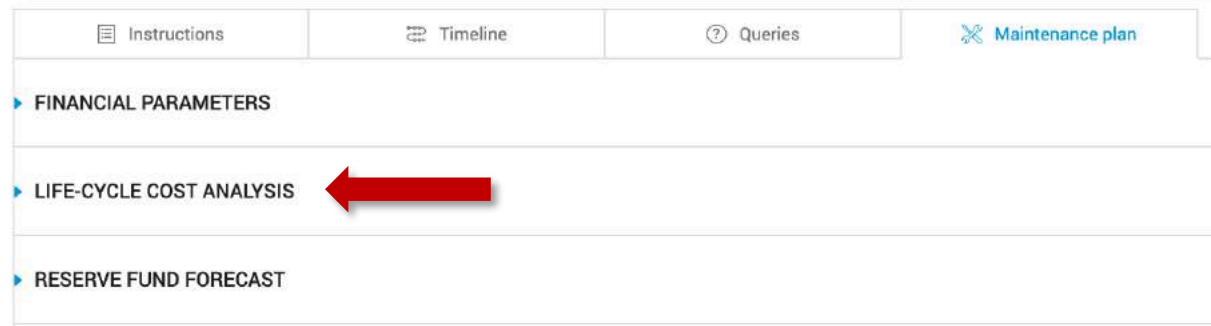 Instructions Timeline Queries Maintenance plan
FINANCIAL PARAMETERS
LIFE-CYCLE COST ANALYSIS
RESERVE FUND FORECAST